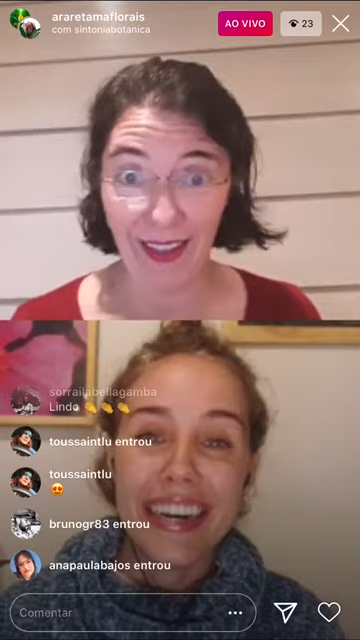 araretamaflorais
com sintoniabotanica
AO VIVO
23
sorrailabellagamba
Lindo 👏👏👏
toussaintlu entrou
toussaintlu
😍
brunogr83 entrou
anapaulabajos entrou
Comentar